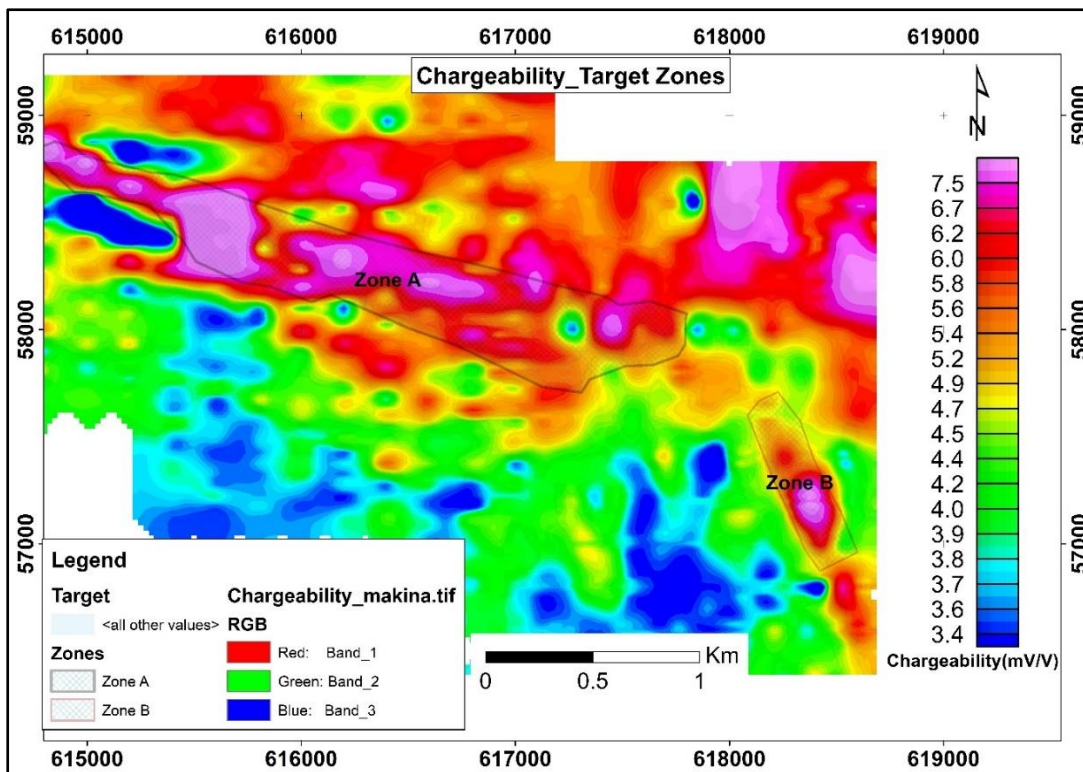 615000 616000 617000 618000 619000
Chargeability_Target Zones
59000
59000
N
7.5
6.7
6.2
6.0
5.8
5.6
5.4
5.2
4.9
4.7
4.5
4.2
4.0
3.9
3.8
3.7
3.6
3.4
Chargeability(mV/V)
Zone A
58000
58000
Zone B
57000
57000
Legend
Target
<all other values>
Zones
Zone A
Zone B
Chargeability_makina.tif
RGB
Red: Band_1
Green: Band_2
Blue: Band_3
Km
0 0.5 1
615000 616000 617000 618000 619000